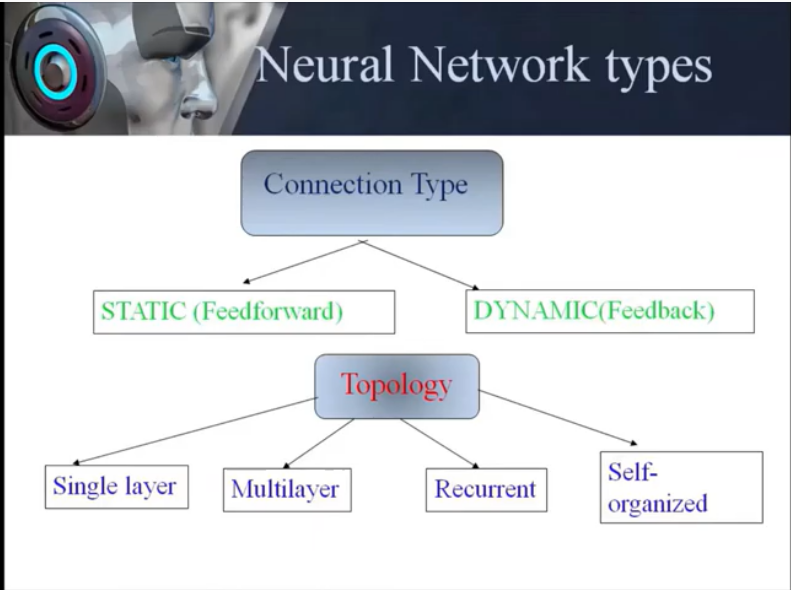 Neural Network types
Connection Type
STATIC (Feedforward)
DYNAMIC(Feedback)
Topology
Single layer
Multilayer
Recurrent
Self-
organized